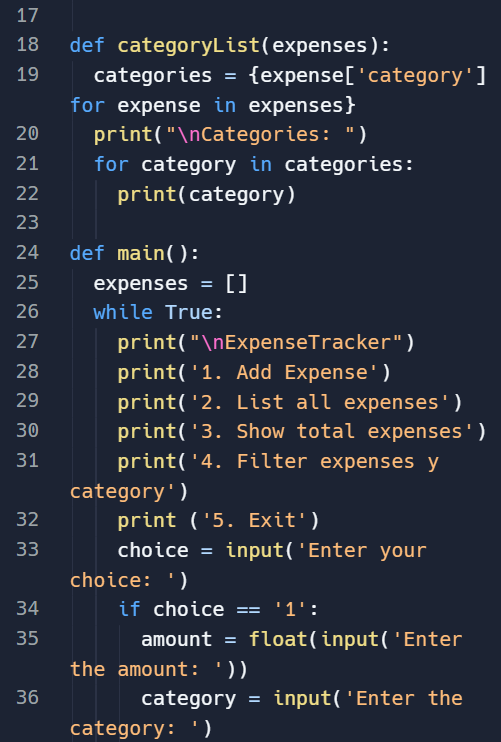 17
18 def categoryList(expenses):
19   categories = {expense['category']
for expense in expenses}
20   print("\nCategories: ")
21   for category in categories:
22     print(category)
23
24 def main():
25   expenses = []
26   while True:
27     print("\nExpenseTracker")
28     print('1. Add Expense')
29     print('2. List all expenses')
30     print('3. Show total expenses')
31     print('4. Filter expenses y
category')
32     print ('5. Exit')
33     choice = input('Enter your
choice: ')
34     if choice == '1':
35       amount = float(input('Enter
the amount: '))
36       category = input('Enter the
category: ')